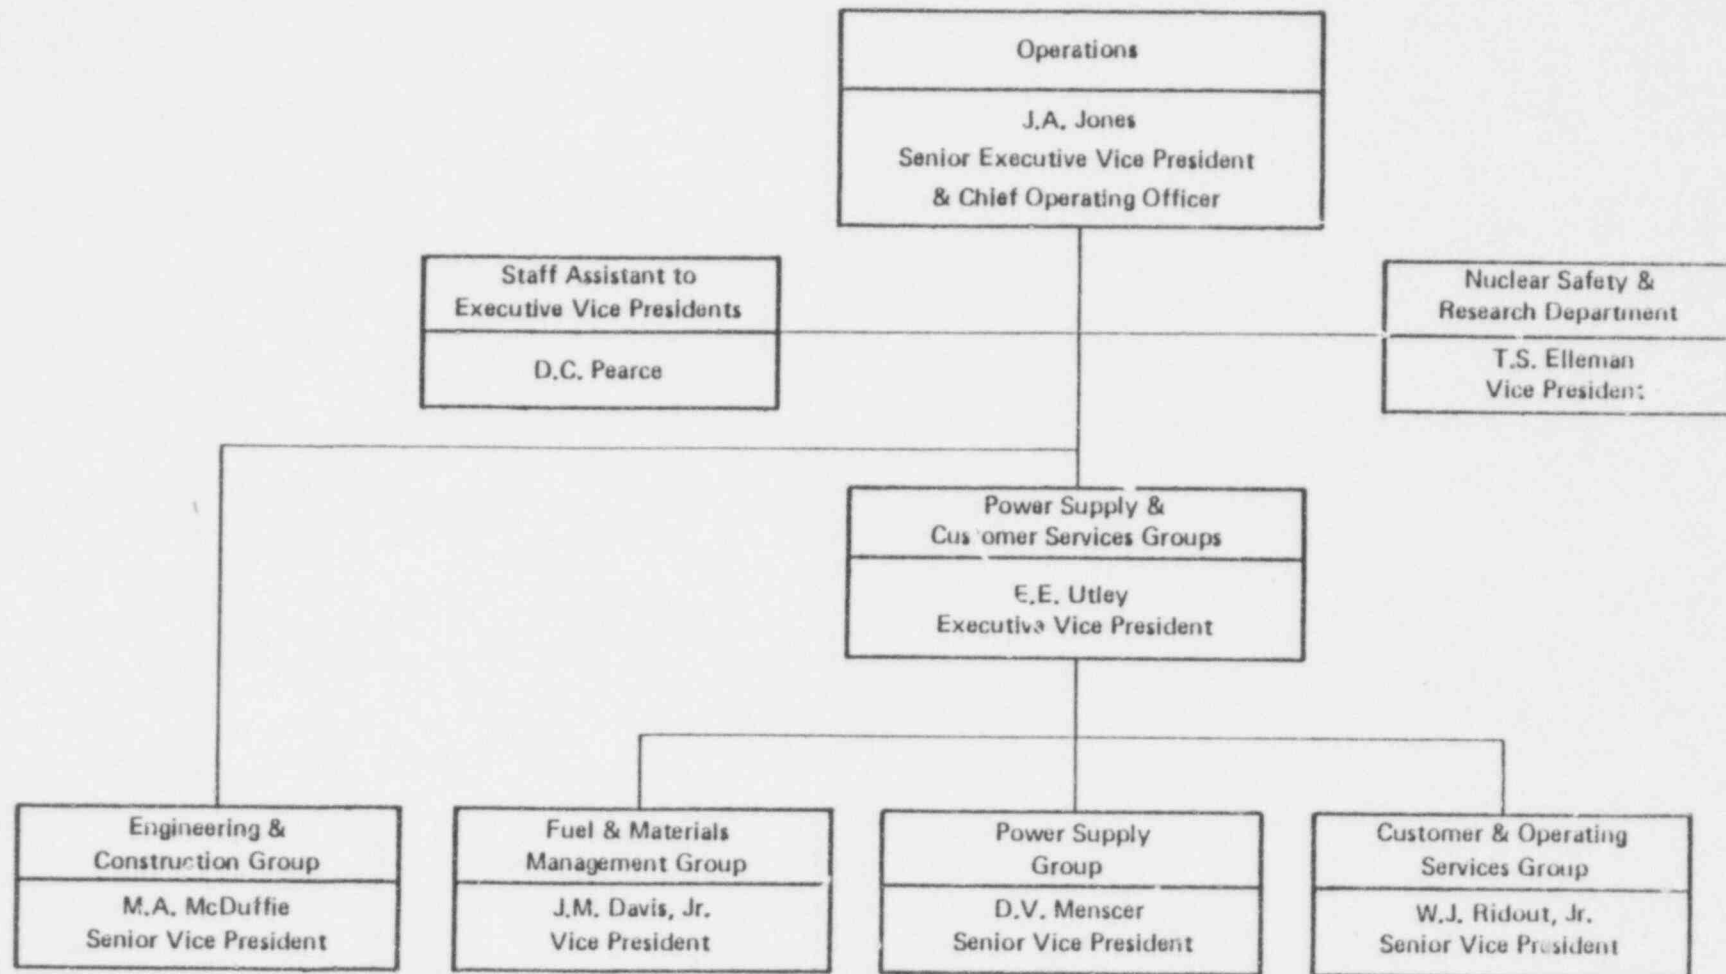 Operations
J.A. Jones
Senior Executive Vice President
& Chief Operating Officer
Staff Assistant to
Executive Vice Presidents
D.C. Pearce
Nuclear Safety &
Research Department
T.S. Elleman
Vice President
Power Supply &
Customer Services Groups
E.E. Utley
Executive Vice President
Engineering &
Construction Group
M.A. McDuffie
Senior Vice President
Fuel & Materials
Management Group
J.M. Davis, Jr.
Vice President
Power Supply
Group
D.V. Menscer
Senior Vice President
Customer & Operating
Services Group
W.J. Ridout, Jr.
Senior Vice President